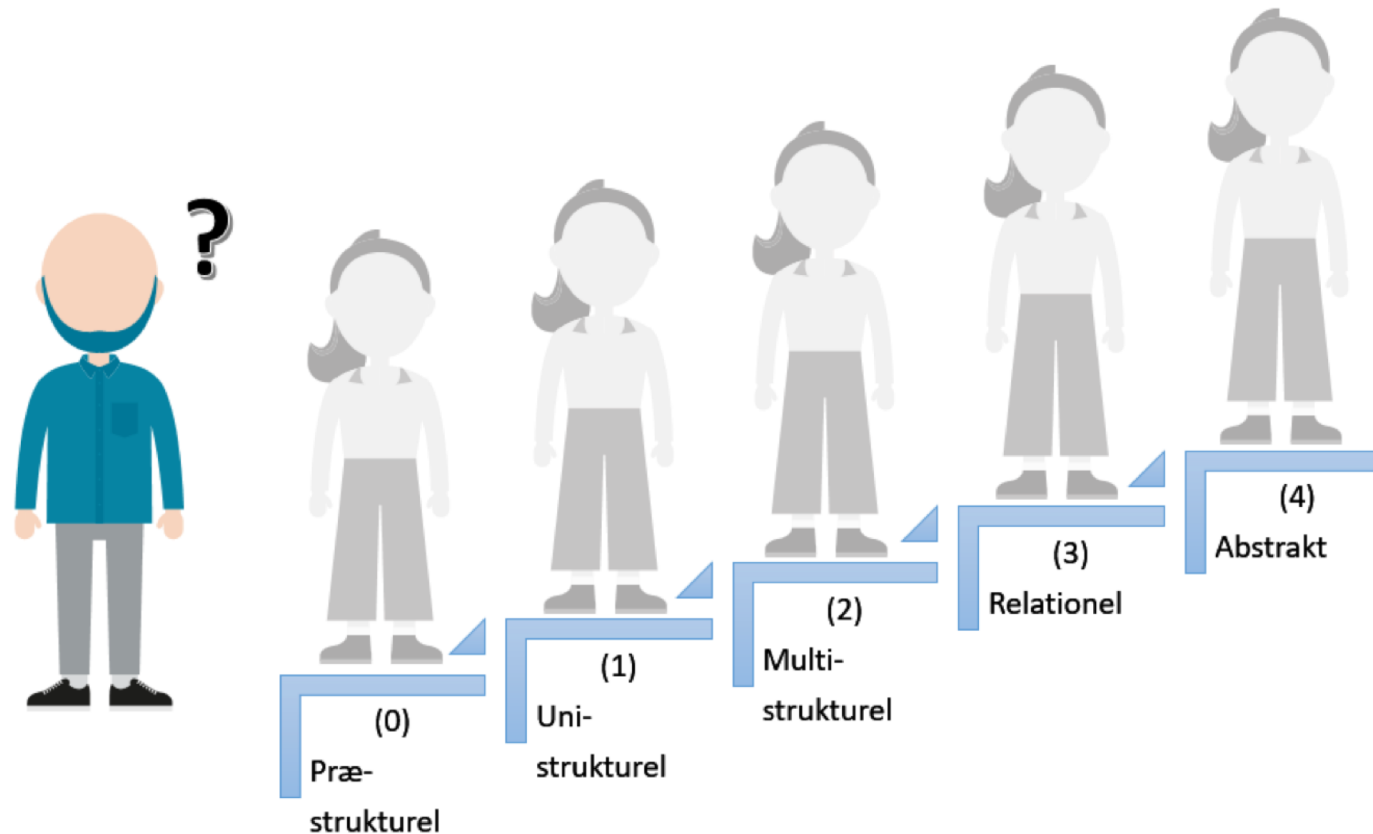 ?
(0)
Præ-
strukturel
(1)
Uni-
strukturel
(2)
Multi-
strukturel
(3)
Relationel
(4)
Abstrakt